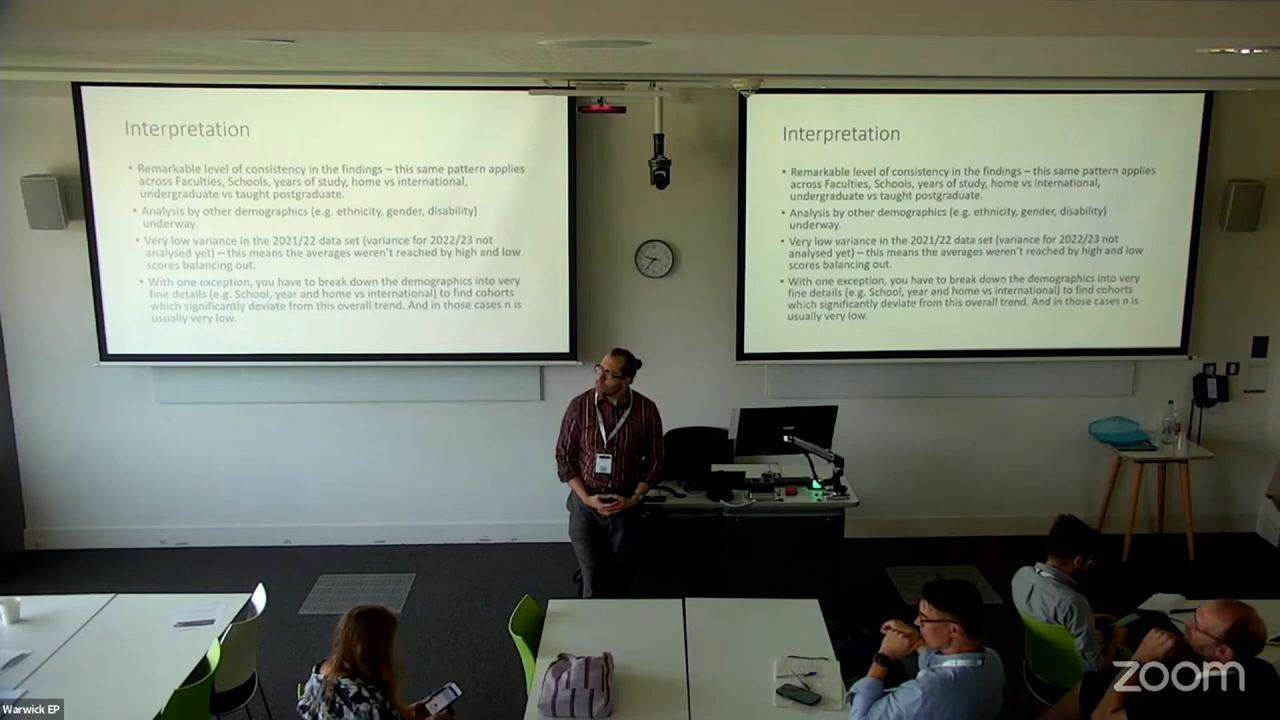 Interpretation
• Remarkable level of consistency in the findings – this same pattern applies
across Faculties, Schools, years of study, home vs international,
undergraduate vs taught postgraduate.
• Analysis by other demographics (e.g. ethnicity, gender, disability)
underway.
• Very low variance in the 2021/22 data set (variance for 2022/23 not
analysed yet) – this means the averages weren't reached by high and low
scores balancing out.
• With one exception, you have to break down the demographics into very
fine details (e.g. School, year and home vs international) to find cohorts
which significantly deviate from this overall trend. And in those cases n is
usually very low.
Interpretation
• Remarkable level of consistency in the findings – this same pattern applies
across Faculties, Schools, years of study, home vs international,
undergraduate vs taught postgraduate.
• Analysis by other demographics (e.g. ethnicity, gender, disability)
underway.
• Very low variance in the 2021/22 data set (variance for 2022/23 not
analysed yet) – this means the averages weren't reached by high and low
scores balancing out.
• With one exception, you have to break down the demographics into very
fine details (e.g. School, year and home vs international) to find cohorts
which significantly deviate from this overall trend. And in those cases n is
usually very low.
Warwick EP
zoom